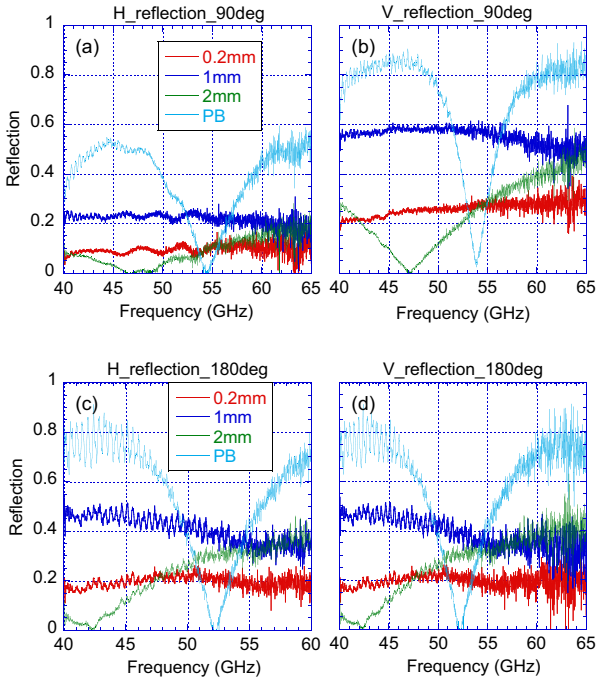 H_reflection_90deg
V_reflection_90deg
1
0.8
0.6
0.4
0.2
0
Reflection
(a)
0.2mm
1mm
2mm
PB
(b)
40 45 50 55 60 65
40 45 50 55 60 65
Frequency (GHz)
Frequency (GHz)
H_reflection_180deg
V_reflection_180deg
1
0.8
0.6
0.4
0.2
0
Reflection
(c)
0.2mm
1mm
2mm
PB
(d)
40 45 50 55 60
40 45 50 55 60 65
Frequency (GHz)
Frequency (GHz)